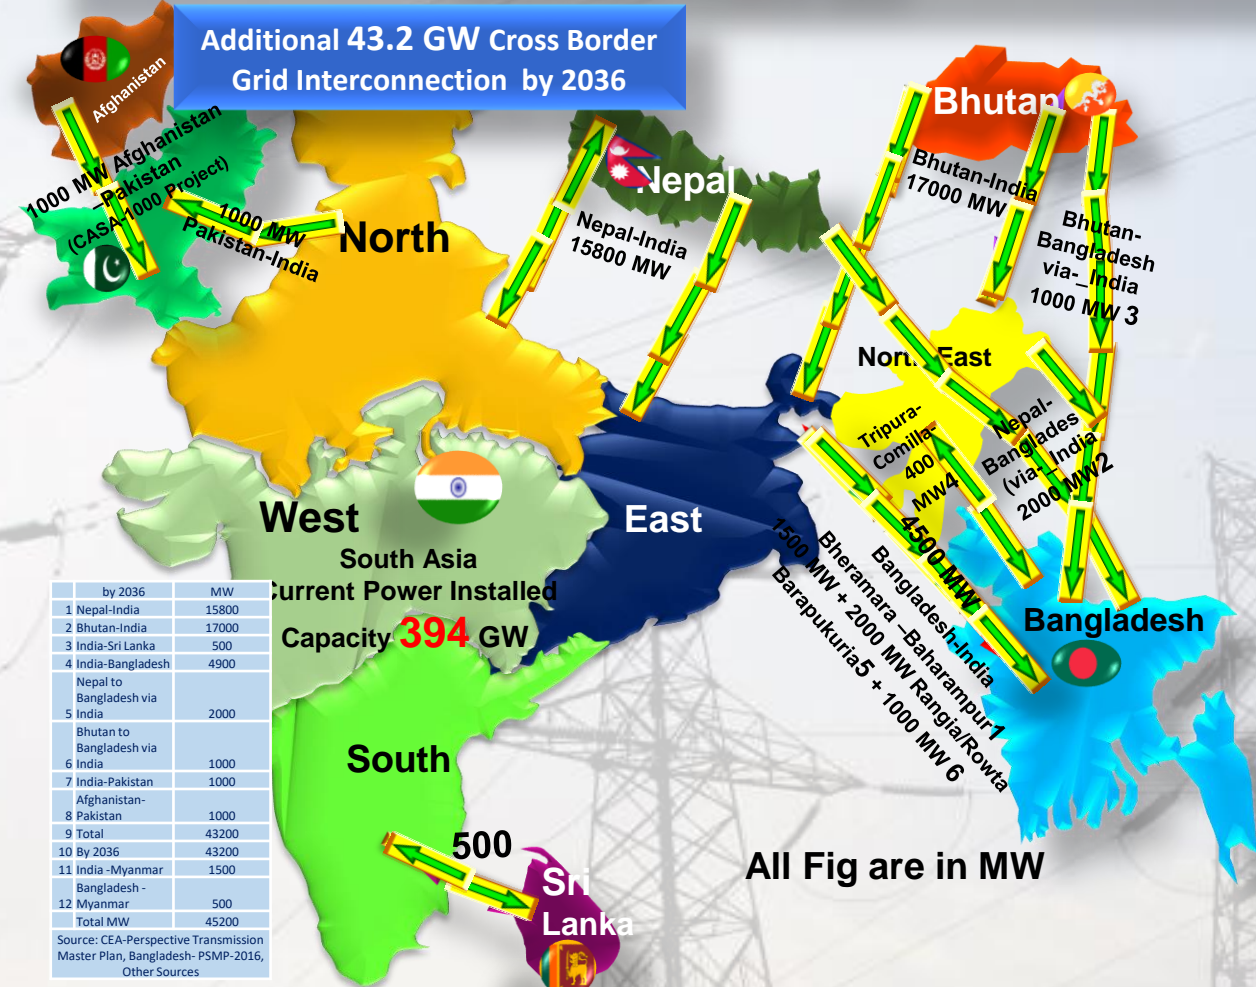 Additional 43.2 GW Cross Border
Grid Interconnection by 2036
Afghanistan
1000 MW Afghanistan
–Pakistan
(CASA-1000 Project)
1000 MW
Pakistan-India
North
Nepal
Nepal-India
15800 MW
Bhutan
Bhutan-India
17000 MW
Bhutan-
Bangladesh
via-_India
1000 MW 3
North East
Tripura-
Comilla-
400
MW4
Nepal-
Banglades
(via-_India
2000 MW2
4500 MW
Bangladesh-India
Bheramara –Baharampur1
1500 MW + 2000 MW Rangia/Rowta
Barapukuria5 + 1000 MW 6
Bangladesh
West
East
South Asia
Current Power Installed
Capacity 394 GW
South
500
Sri
Lanka
All Fig are in MW
by 2036 MW
1 Nepal-India 15800
2 Bhutan-India 17000
3 India-Sri Lanka 500
4 India-Bangladesh 4900
Nepal to
Bangladesh via
5 India 2000
Bhutan to
Bangladesh via
6 India 1000
7 India-Pakistan 1000
Afghanistan-
8 Pakistan 1000
9 Total 43200
10 By 2036 43200
11 India -Myanmar 1500
Bangladesh -
12 Myanmar 500
Total MW 45200
Source: CEA-Perspective Transmission
Master Plan, Bangladesh- PSMP-2016,
Other Sources